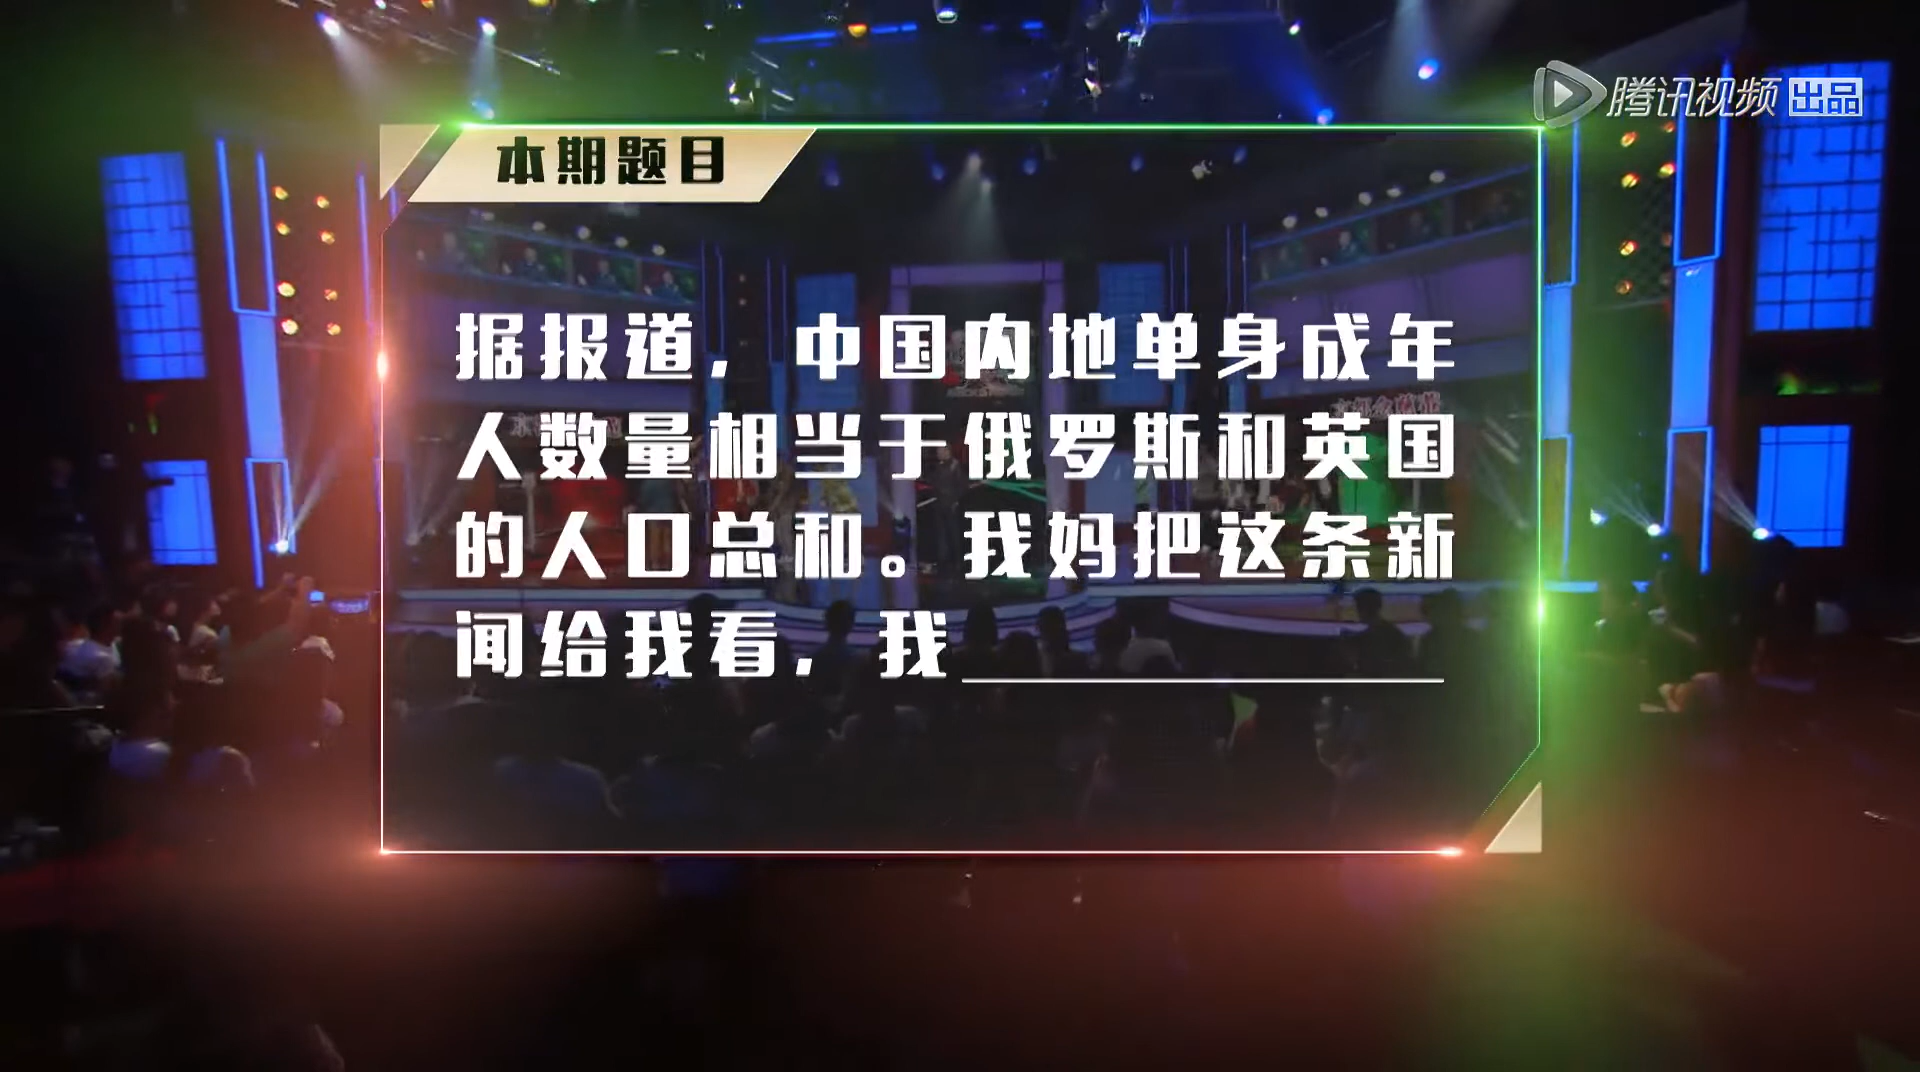 腾讯视频 出品
本期题目
据报道，中国内地单身成年
人数量相当于俄罗斯和英国
的人口总和。我妈把这条新
闻给我看，我